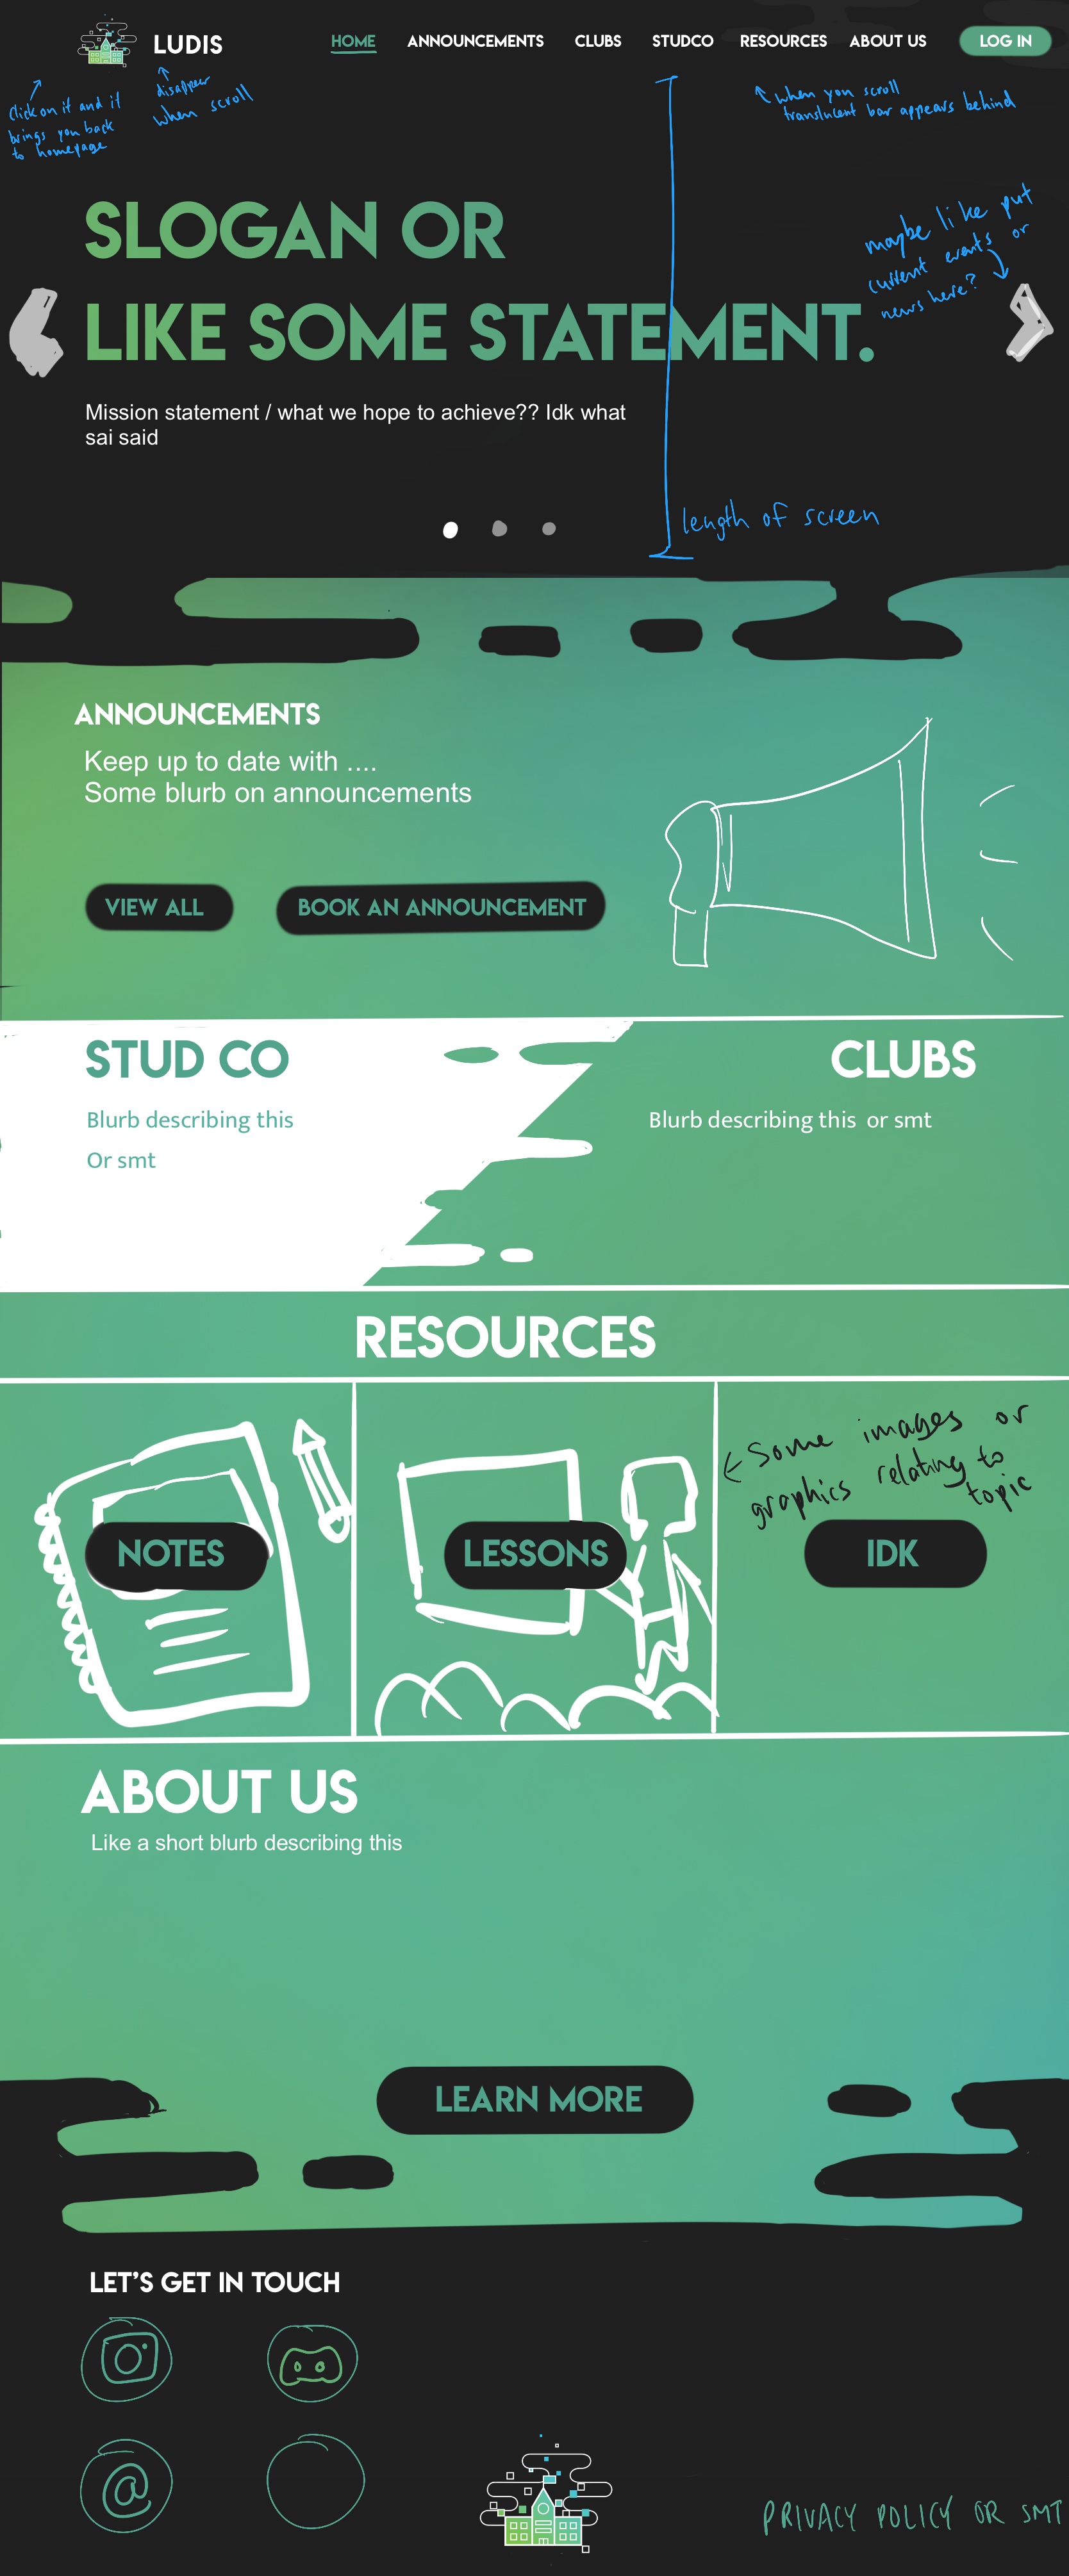 LUDIS
HOME
ANNOUNCEMENTS
CLUBS
STUDCO
RESOURCES
ABOUT US
LOG IN
Click on it and it
brings you back
to homepage
disappear
when scroll
when you scroll
translucent bar appears behind
SLOGAN OR
LIKE SOME STATEMENT.
maybe like put
current events or
news here?
Mission statement / what we hope to achieve?? Idk what
sai said
length of screen
ANNOUNCEMENTS
Keep up to date with ....
Some blurb on announcements
VIEW ALL
BOOK AN ANNOUNCEMENT
STUD CO
Blurb describing this
Or smt
CLUBS
Blurb describing this or smt
RESOURCES
NOTES
LESSONS
Some images or
graphics relating to
topic
IDK
ABOUT US
Like a short blurb describing this
LEARN MORE
LET'S GET IN TOUCH
@
PRIVACY POLICY OR SMT